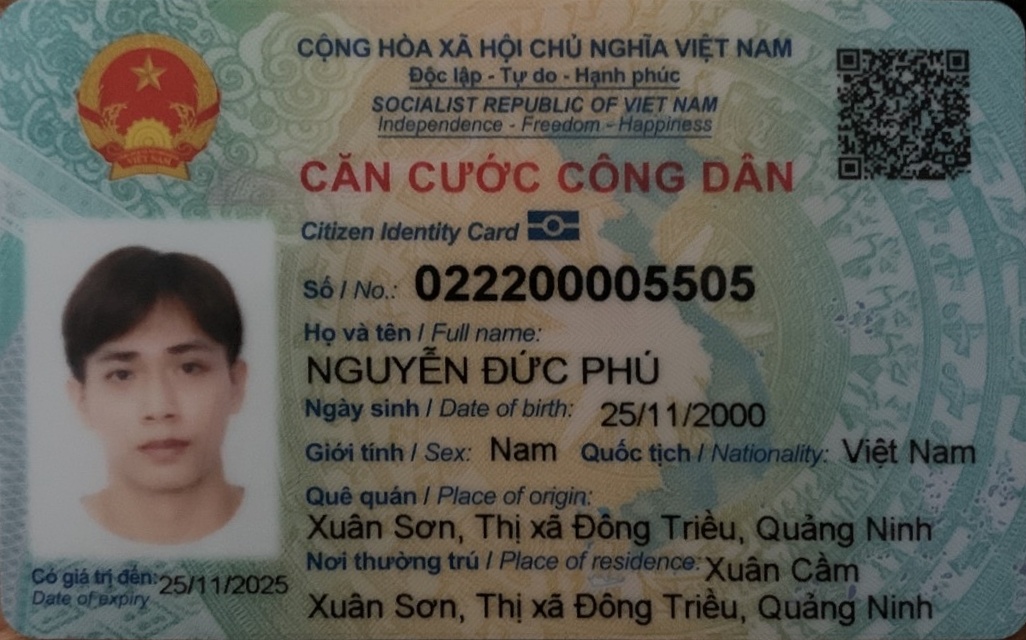 CỘNG HÒA XÃ HỘI CHỦ NGHĨA VIỆT NAM
Độc lập - Tự do - Hạnh phúc
SOCIALIST REPUBLIC OF VIET NAM
Independence - Freedom - Happiness
CĂN CƯỚC CÔNG DÂN
Citizen Identity Card
Số / No.: 022200005505
Họ và tên / Full name:
NGUYỄN ĐỨC PHÚ
Ngày sinh / Date of birth: 25/11/2000
Giới tính / Sex: Nam Quốc tịch / Nationality: Việt Nam
Quê quán / Place of origin:
Xuân Sơn, Thị xã Đông Triều, Quảng Ninh
Nơi thường trú / Place of residence: Xuân Cầm
Xuân Sơn, Thị xã Đông Triều, Quảng Ninh
Có giá trị đến: 25/11/2025
Date of expiry